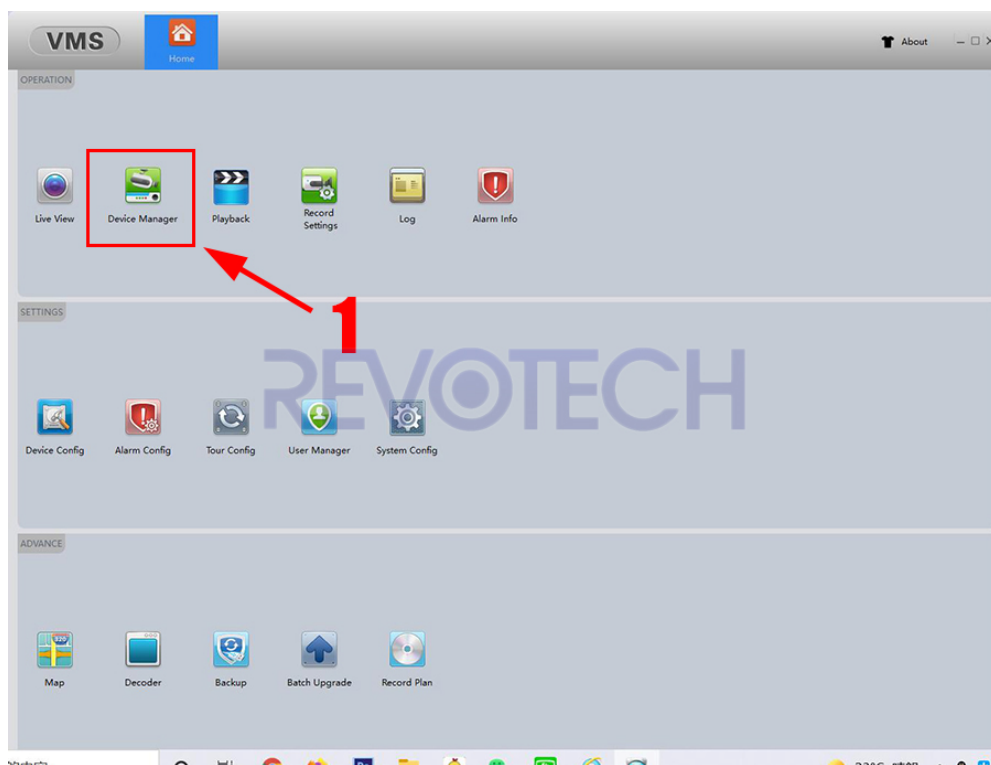 VMS
Home
About
OPERATION
Live View
Device Manager
Playback
Record
Settings
Log
Alarm Info
1
SETTINGS
REVOTECH
Device Config
Alarm Config
Tour Config
User Manager
System Config
ADVANCE
Map
Decoder
Backup
Batch Upgrade
Record Plan